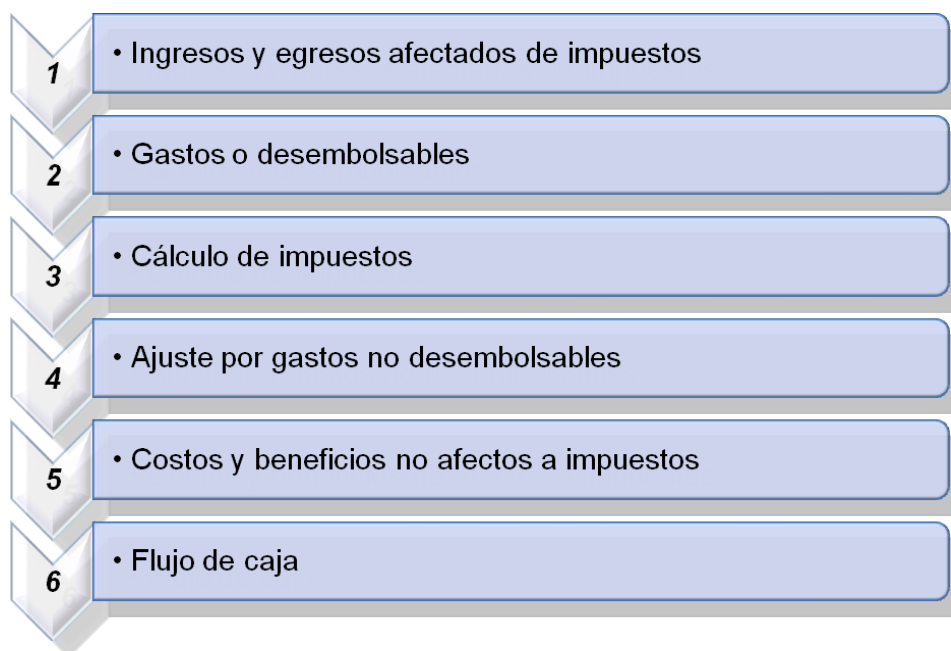 1 • Ingresos y egresos afectados de impuestos
2 • Gastos o desembolsables
3 • Cálculo de impuestos
4 • Ajuste por gastos no desembolsables
5 • Costos y beneficios no afectos a impuestos
6 • Flujo de caja